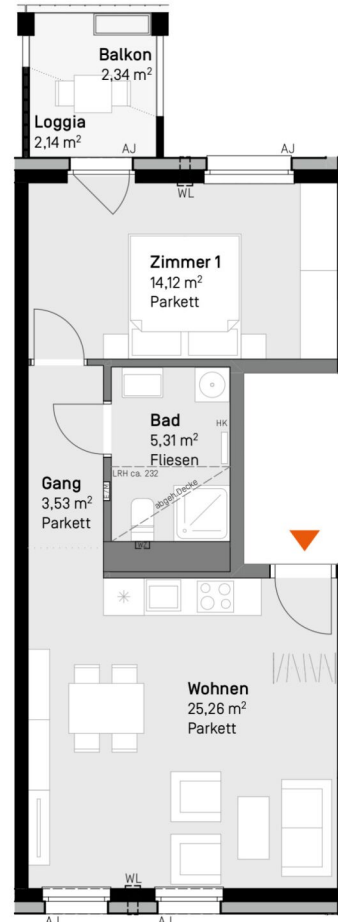 Balkon
2,34 m²
Loggia
2,14 m²
AJ
AJ
WL
Zimmer 1
14,12 m²
Parkett
Bad
5,31 m²
Fliesen
HK
LRH ca. 232
abgeh.Decke
Gang
3,53 m²
Parkett
Wohnen
25,26 m²
Parkett
WL
AJ
AJ